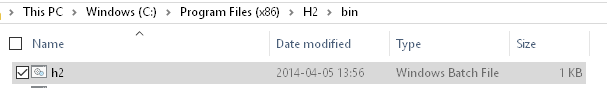 This PC > Windows (C:) > Program Files (x86) > H2 > bin
Name Date modified Type Size
h2 2014-04-05 13:56 Windows Batch File 1 KB